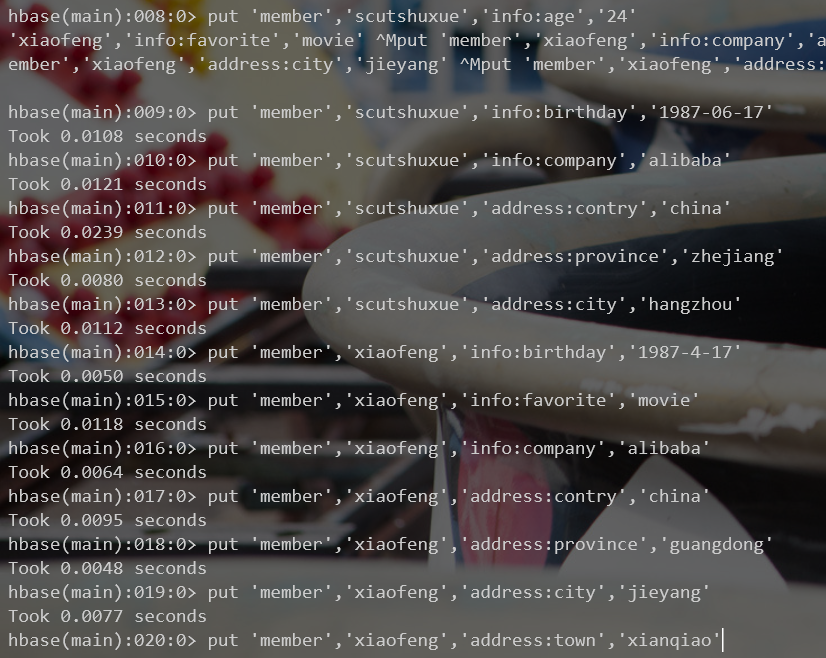 hbase(main):008:0> put 'member','scutshuxue','info:age','24'
'xiaofeng','info:favorite','movie' ^Mput 'member','xiaofeng','info:company','a
ember','xiaofeng','address:city','jieyang' ^Mput 'member','xiaofeng','address:
hbase(main):009:0> put 'member','scutshuxue','info:birthday','1987-06-17'
Took 0.0108 seconds
hbase(main):010:0> put 'member','scutshuxue','info:company','alibaba'
Took 0.0121 seconds
hbase(main):011:0> put 'member','scutshuxue','address:contry','china'
Took 0.0239 seconds
hbase(main):012:0> put 'member','scutshuxue','address:province','zhejiang'
Took 0.0080 seconds
hbase(main):013:0> put 'member','scutshuxue','address:city','hangzhou'
Took 0.0112 seconds
hbase(main):014:0> put 'member','xiaofeng','info:birthday','1987-4-17'
Took 0.0050 seconds
hbase(main):015:0> put 'member','xiaofeng','info:favorite','movie'
Took 0.0118 seconds
hbase(main):016:0> put 'member','xiaofeng','info:company','alibaba'
Took 0.0064 seconds
hbase(main):017:0> put 'member','xiaofeng','address:contry','china'
Took 0.0095 seconds
hbase(main):018:0> put 'member','xiaofeng','address:province','guangdong'
Took 0.0048 seconds
hbase(main):019:0> put 'member','xiaofeng','address:city','jieyang'
Took 0.0077 seconds
hbase(main):020:0> put 'member','xiaofeng','address:town','xianqiao'